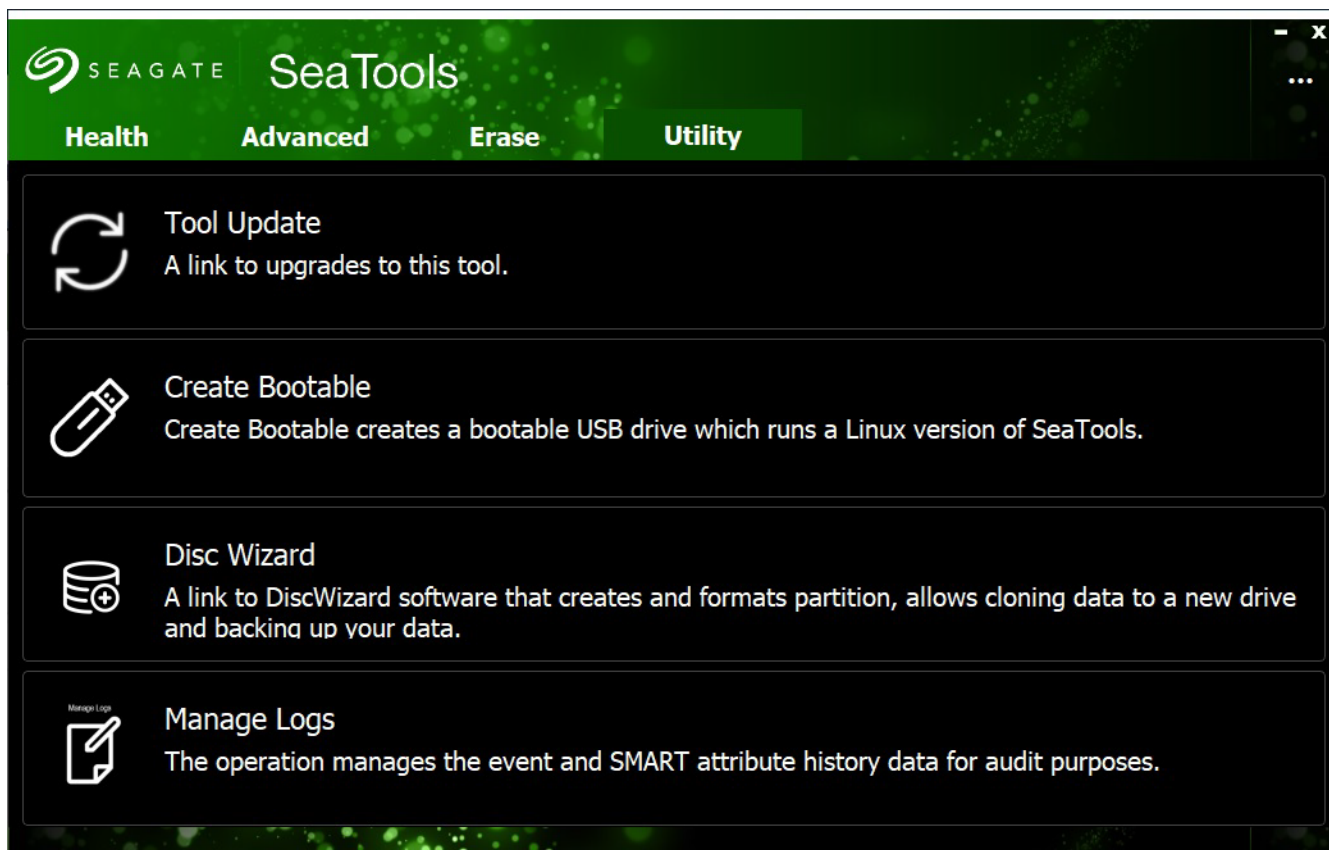 SEAGATE SeaTools
- x
...
Health Advanced Erase Utility
Tool Update
A link to upgrades to this tool.
Create Bootable
Create Bootable creates a bootable USB drive which runs a Linux version of SeaTools.
Disc Wizard
A link to DiscWizard software that creates and formats partition, allows cloning data to a new drive
and backing up your data.
Manage Logs
Manage Logs
The operation manages the event and SMART attribute history data for audit purposes.